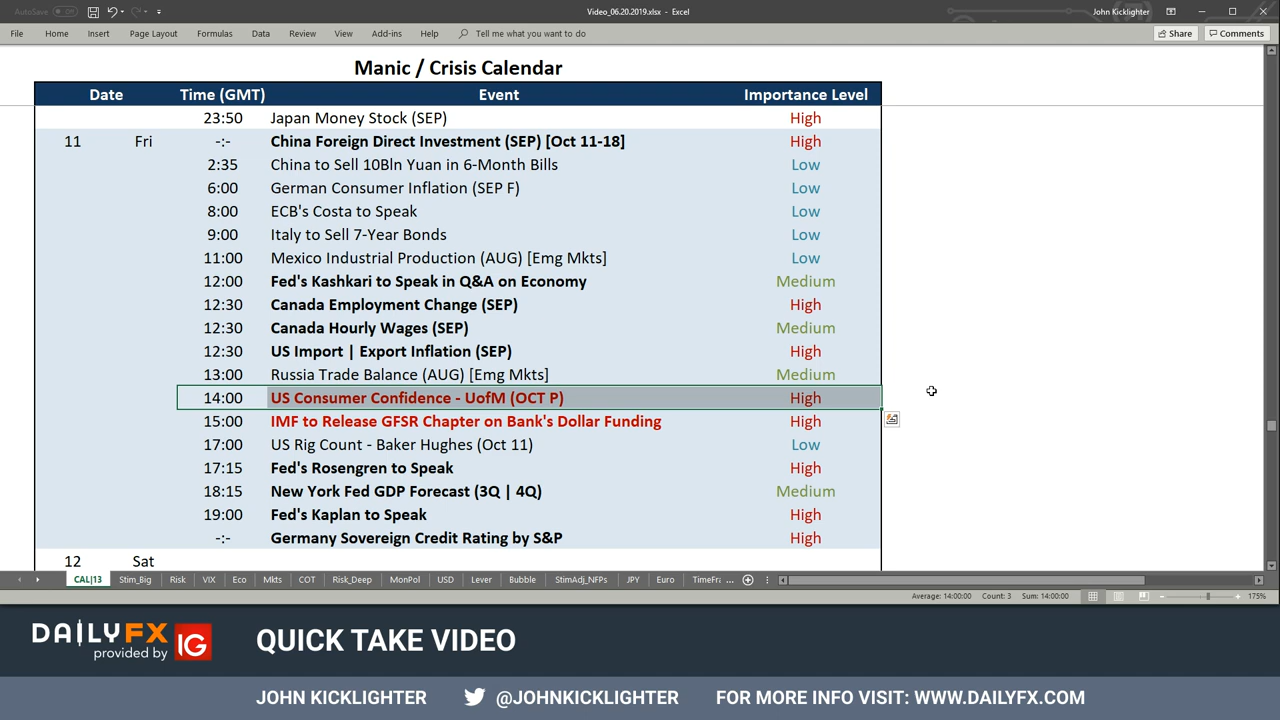 AutoSave Off Video_06.20.2019.xlsx - Excel John Kicklighter
File Home Insert Page Layout Formulas Data Review View Add-ins Help Tell me what you want to do Share Comments
Manic / Crisis Calendar
Date Time (GMT) Event Importance Level
23:50 Japan Money Stock (SEP) High
11 Fri -:- China Foreign Direct Investment (SEP) [Oct 11-18] High
2:35 China to Sell 10Bln Yuan in 6-Month Bills Low
6:00 German Consumer Inflation (SEP F) Low
8:00 ECB's Costa to Speak Low
9:00 Italy to Sell 7-Year Bonds Low
11:00 Mexico Industrial Production (AUG) [Emg Mkts] Low
12:00 Fed's Kashkari to Speak in Q&A on Economy Medium
12:30 Canada Employment Change (SEP) High
12:30 Canada Hourly Wages (SEP) Medium
12:30 US Import | Export Inflation (SEP) High
13:00 Russia Trade Balance (AUG) [Emg Mkts] Medium
14:00 US Consumer Confidence - UofM (OCT P) High
15:00 IMF to Release GFSR Chapter on Bank's Dollar Funding High
17:00 US Rig Count - Baker Hughes (Oct 11) Low
17:15 Fed's Rosengren to Speak High
18:15 New York Fed GDP Forecast (3Q | 4Q) Medium
19:00 Fed's Kaplan to Speak High
-:- Germany Sovereign Credit Rating by S&P High
12 Sat
CAL|13 Stim_Big Risk VIX Eco Mkts COT Risk_Deep MonPol USD Lever Bubble StimAdj_NFPs JPY Euro TimeFra ...
Average: 14:00:00 Count: 3 Sum: 14:00:00 175%
DAILYFX
provided by IG
QUICK TAKE VIDEO
JOHN KICKLIGHTER @JOHNKICKLIGHTER FOR MORE INFO VISIT: WWW.DAILYFX.COM